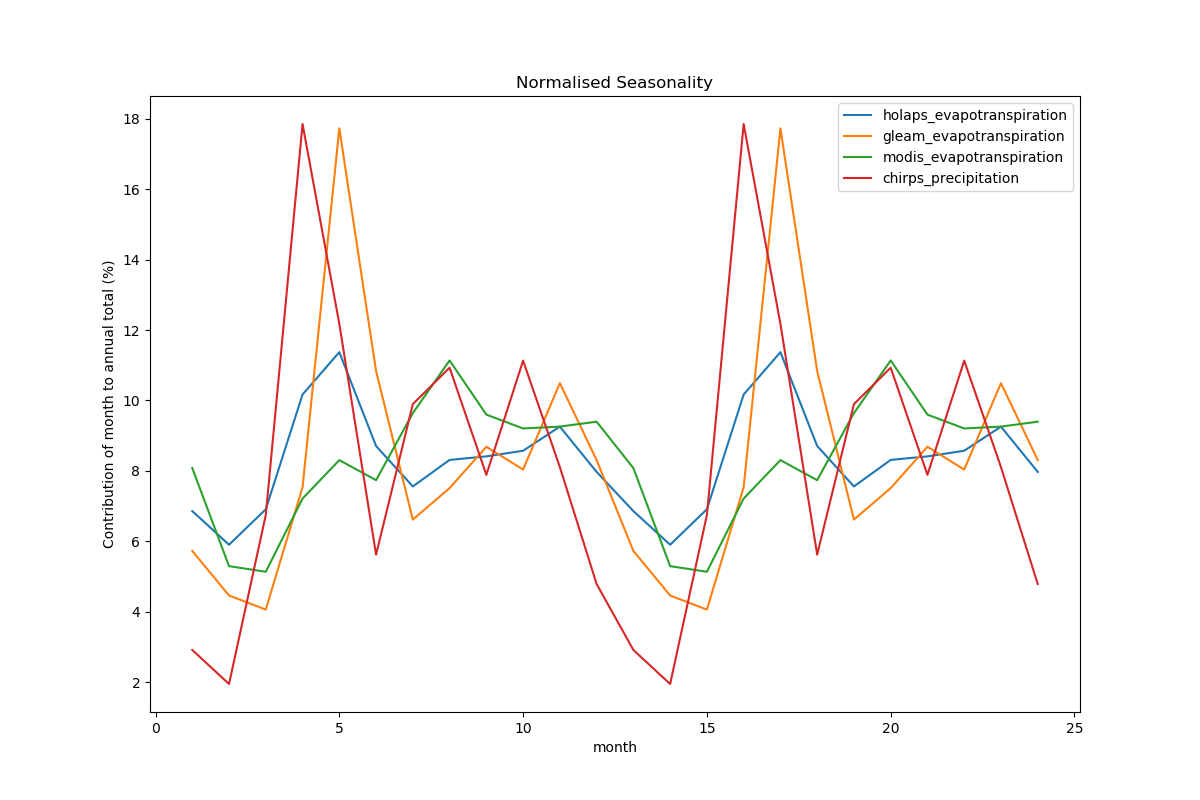 Normalised Seasonality
holaps_evapotranspiration
gleam_evapotranspiration
modis_evapotranspiration
chirps_precipitation
Contribution of month to annual total (%)
18
16
14
12
10
8
6
4
2
0
5
10
15
20
25
month